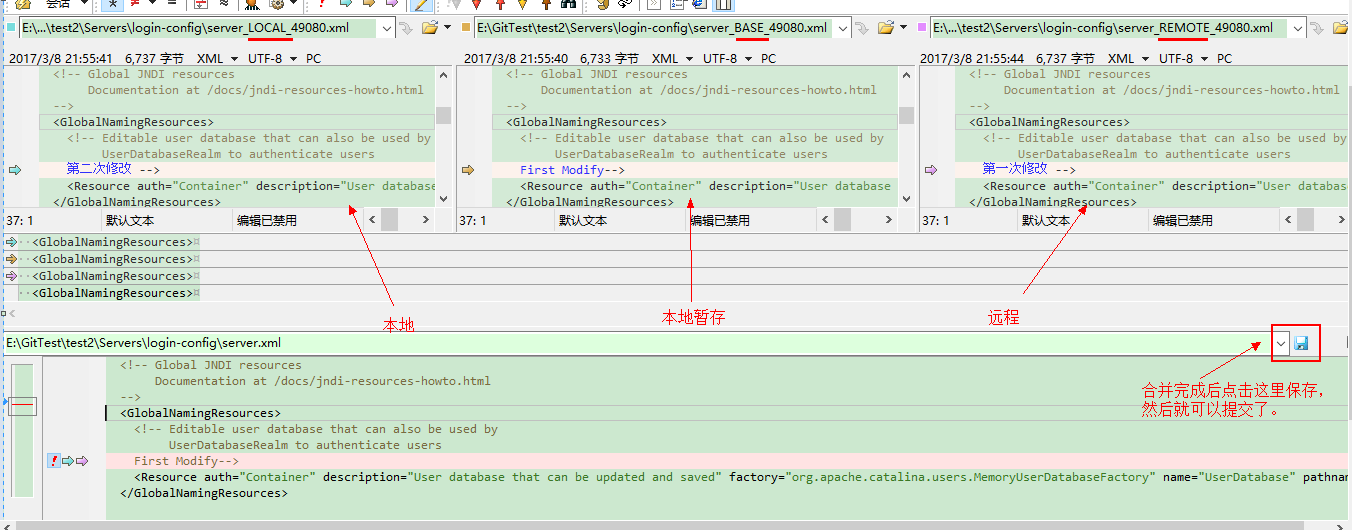 会话
E:\...\test2\Servers\login-config\server_LOCAL_49080.xml
E:\GitTest\test2\Servers\login-config\server_BASE_49080.xml
E:\...\test2\Servers\login-config\server_REMOTE_49080.xml
2017/3/8 21:55:41 6,737 字节 XML UTF-8 PC
2017/3/8 21:55:40 6,733 字节 XML UTF-8 PC
2017/3/8 21:55:44 6,737 字节 XML UTF-8 PC
<!-- Global JNDI resources
Documentation at /docs/jndi-resources-howto.html
-->
<GlobalNamingResources>
<!-- Editable user database that can also be used by
UserDatabaseRealm to authenticate users
第二次修改 -->
<Resource auth="Container" description="User database
</GlobalNamingResources>
<!-- Global JNDI resources
Documentation at /docs/jndi-resources-howto.html
-->
<GlobalNamingResources>
<!-- Editable user database that can also be used by
UserDatabaseRealm to authenticate users
First Modify-->
<Resource auth="Container" description="User database
</GlobalNamingResources>
<!-- Global JNDI resources
Documentation at /docs/jndi-resources-howto.html
-->
<GlobalNamingResources>
<!-- Editable user database that can also be used by
UserDatabaseRealm to authenticate users
第一次修改 -->
<Resource auth="Container" description="User databas
</GlobalNamingResources>
37: 1 默认文本 编辑已禁用
37: 1 默认文本 编辑已禁用
37: 1 默认文本 编辑已禁用
<GlobalNamingResources>¤
<GlobalNamingResources>¤
<GlobalNamingResources>¤
<GlobalNamingResources>¤
本地
本地暂存
远程
E:\GitTest\test2\Servers\login-config\server.xml
<!-- Global JNDI resources
Documentation at /docs/jndi-resources-howto.html
-->
<GlobalNamingResources>
<!-- Editable user database that can also be used by
UserDatabaseRealm to authenticate users
First Modify-->
<Resource auth="Container" description="User database that can be updated and saved" factory="org.apache.catalina.users.MemoryUserDatabaseFactory" name="UserDatabase" pathnam
</GlobalNamingResources>
合并完成后点击这里保存，
然后就可以提交了。